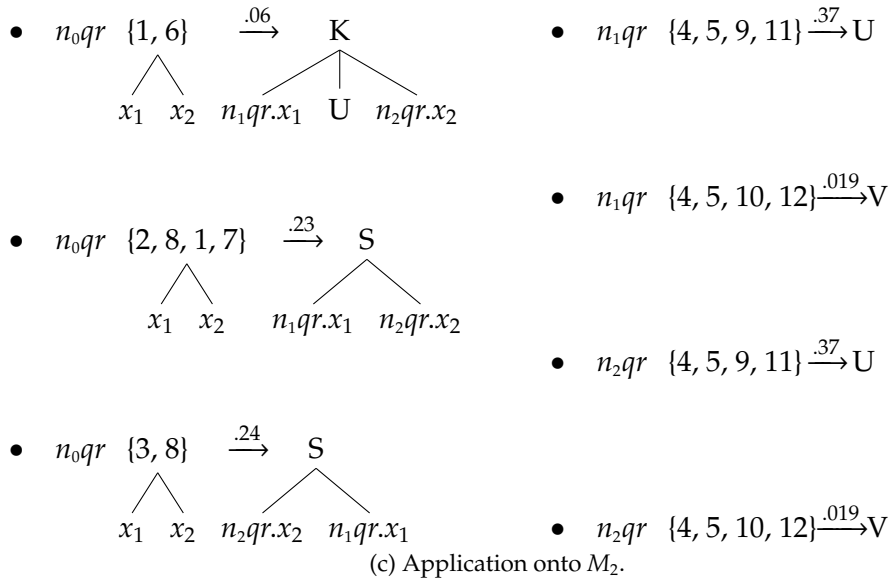 • n₀qr {1, 6} .06 → K
x₁ x₂ n₁qr.x₁ U n₂qr.x₂
• n₀qr {2, 8, 1, 7} .23 → S
x₁ x₂ n₁qr.x₁ n₂qr.x₂
• n₀qr {3, 8} .24 → S
x₁ x₂ n₂qr.x₂ n₁qr.x₁
• n₁qr {4, 5, 9, 11} .37 → U
• n₁qr {4, 5, 10, 12} .019 → V
• n₂qr {4, 5, 9, 11} .37 → U
• n₂qr {4, 5, 10, 12} .019 → V
(c) Application onto M₂.